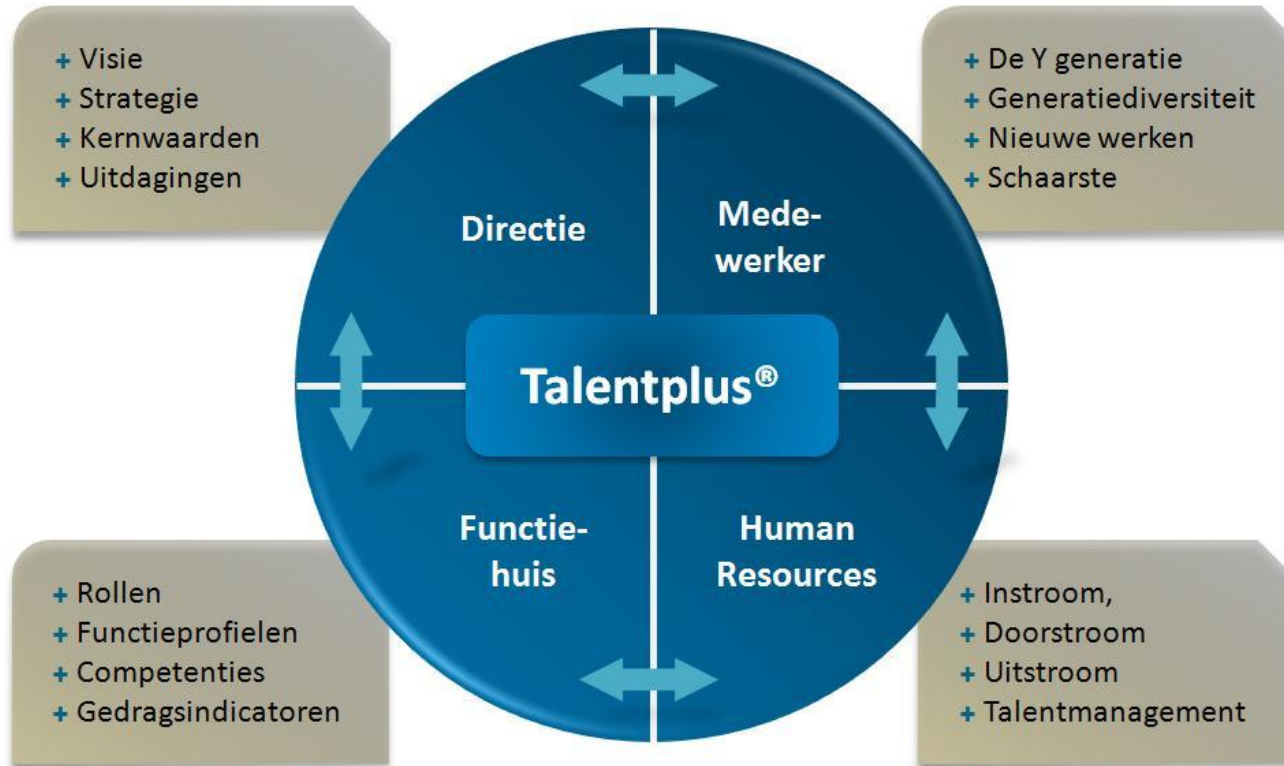 + Visie
+ Strategie
+ Kernwaarden
+ Uitdagingen
+ De Y generatie
+ Generatiediversiteit
+ Nieuwe werken
+ Schaarste
Directie
Mede-
werker
Talentplus®
Functie-
huis
Human
Resources
+ Rollen
+ Functieprofielen
+ Competenties
+ Gedragsindicatoren
+ Instroom,
+ Doorstroom
+ Uitstroom
+ Talentmanagement